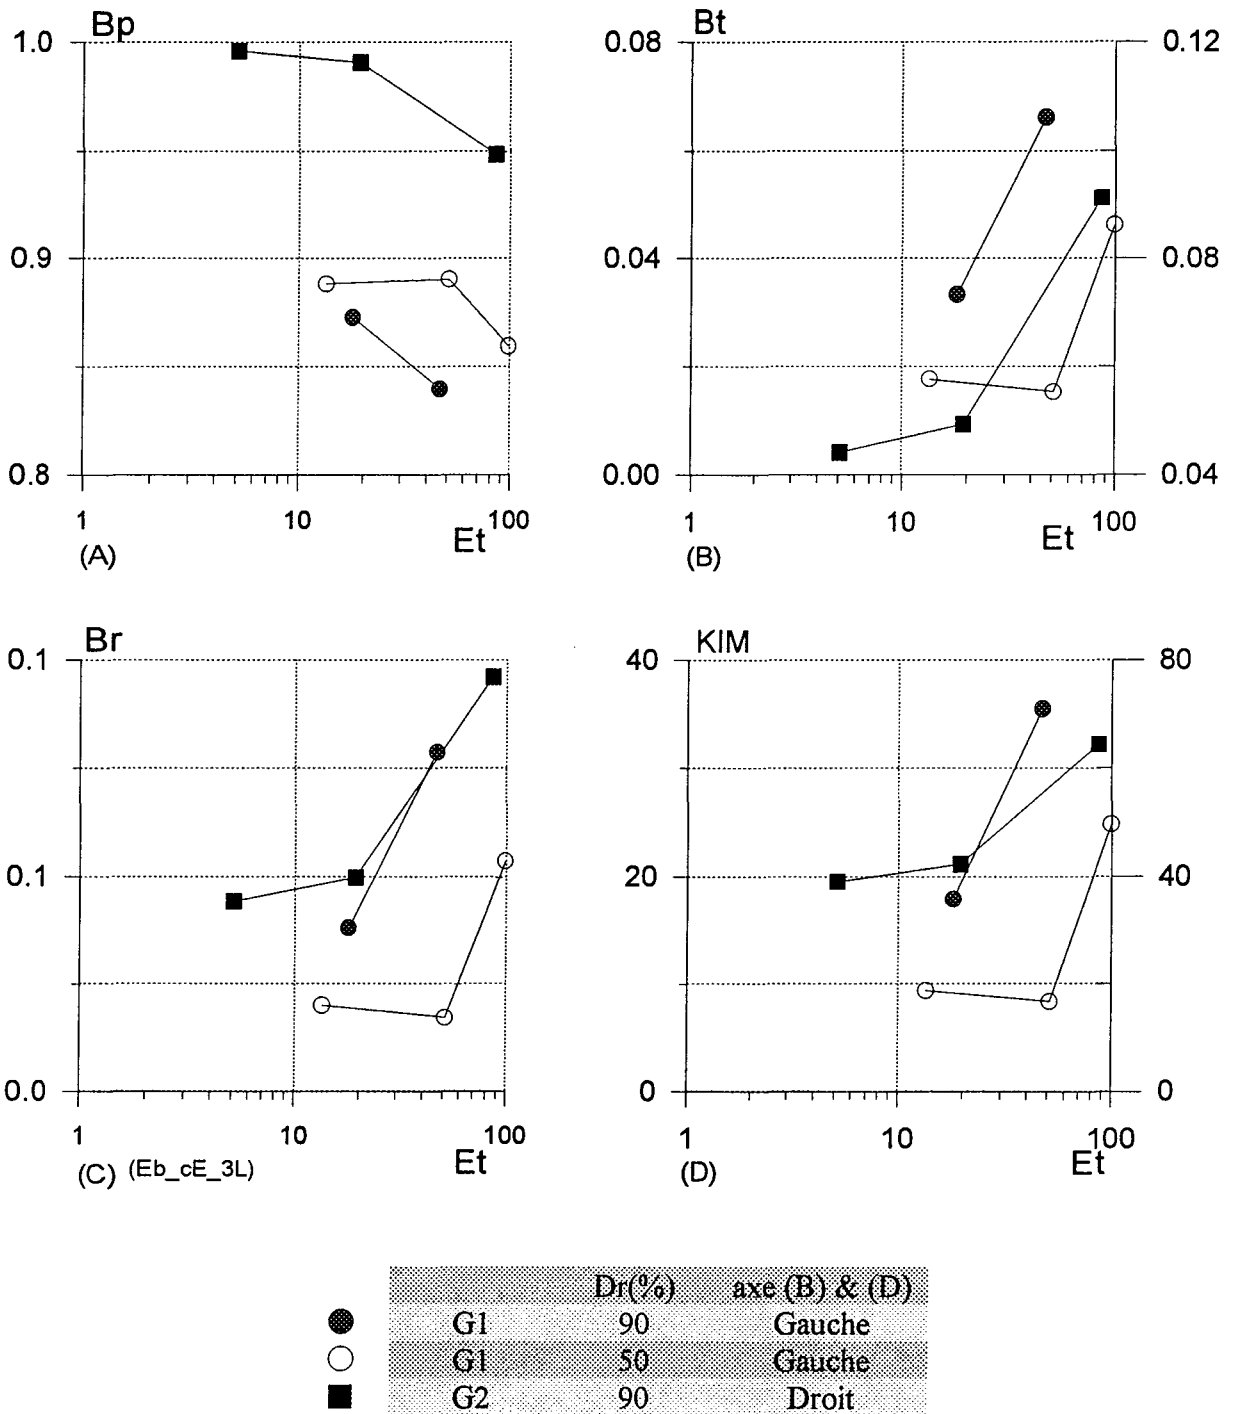 Bp
1.0
0.9
0.8
1 10 100
Et
(A)
Bt
0.08 0.12
0.04 0.08
0.00 0.04
1 10 100
Et
(B)
Br
0.1
0.1
0.0
1 10 100
Et
(C) (Eb_cE_3L)
KIM
40 80
20 40
0 0
1 10 100
Et
(D)
Dr(%) axe (B) & (D)
G1 90 Gauche
G1 50 Gauche
G2 90 Droit